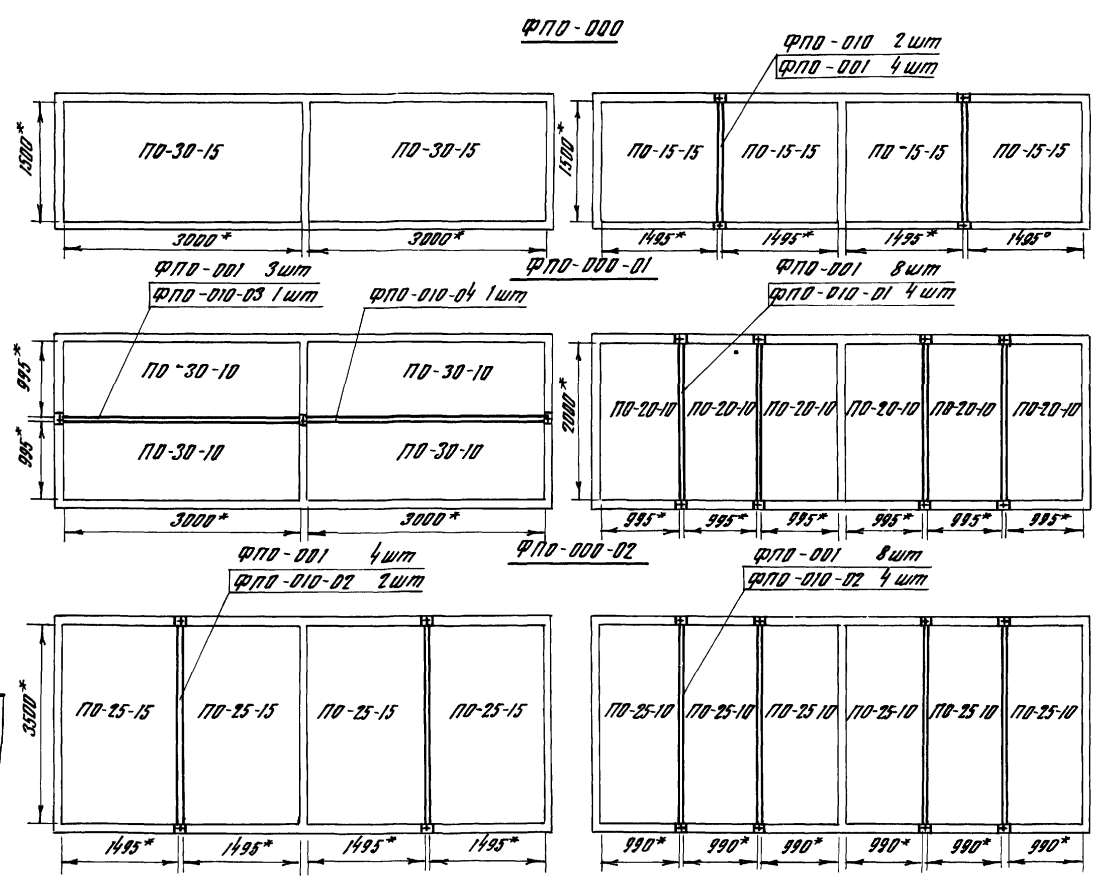 ФПО-000
ФПО-010 2шт
ФПО-001 4шт
1500*
ПО-30-15 ПО-30-15
3000* 3000*
1500*
ПО-15-15 ПО-15-15 ПО-15-15 ПО-15-15
1495* 1495* 1495* 1495°
ФПО-000-01
ФПО-001 3шт
ФПО-010-03 1шт
ФПО-010-04 1шт
ФПО-001 8шт
ФПО-010-01 4шт
995*
ПО-30-10 ПО-30-10
995*
ПО-30-10 ПО-30-10
3000* 3000*
2000*
ПО-20-10 ПО-20-10 ПО-20-10 ПО-20-10 ПО-20-10 ПО-20-10
995* 995* 995* 995* 995* 995*
ФПО-000-02
ФПО-001 4шт
ФПО-010-02 2шт
ФПО-001 8шт
ФПО-010-02 4шт
3500*
ПО-25-15 ПО-25-15 ПО-25-15 ПО-25-15
1495* 1495* 1495* 1495*
ПО-25-10 ПО-25-10 ПО-25 10 ПО-25-10 ПО-25 10 ПО-25-10
990* 990* 990* 990* 990* 990*